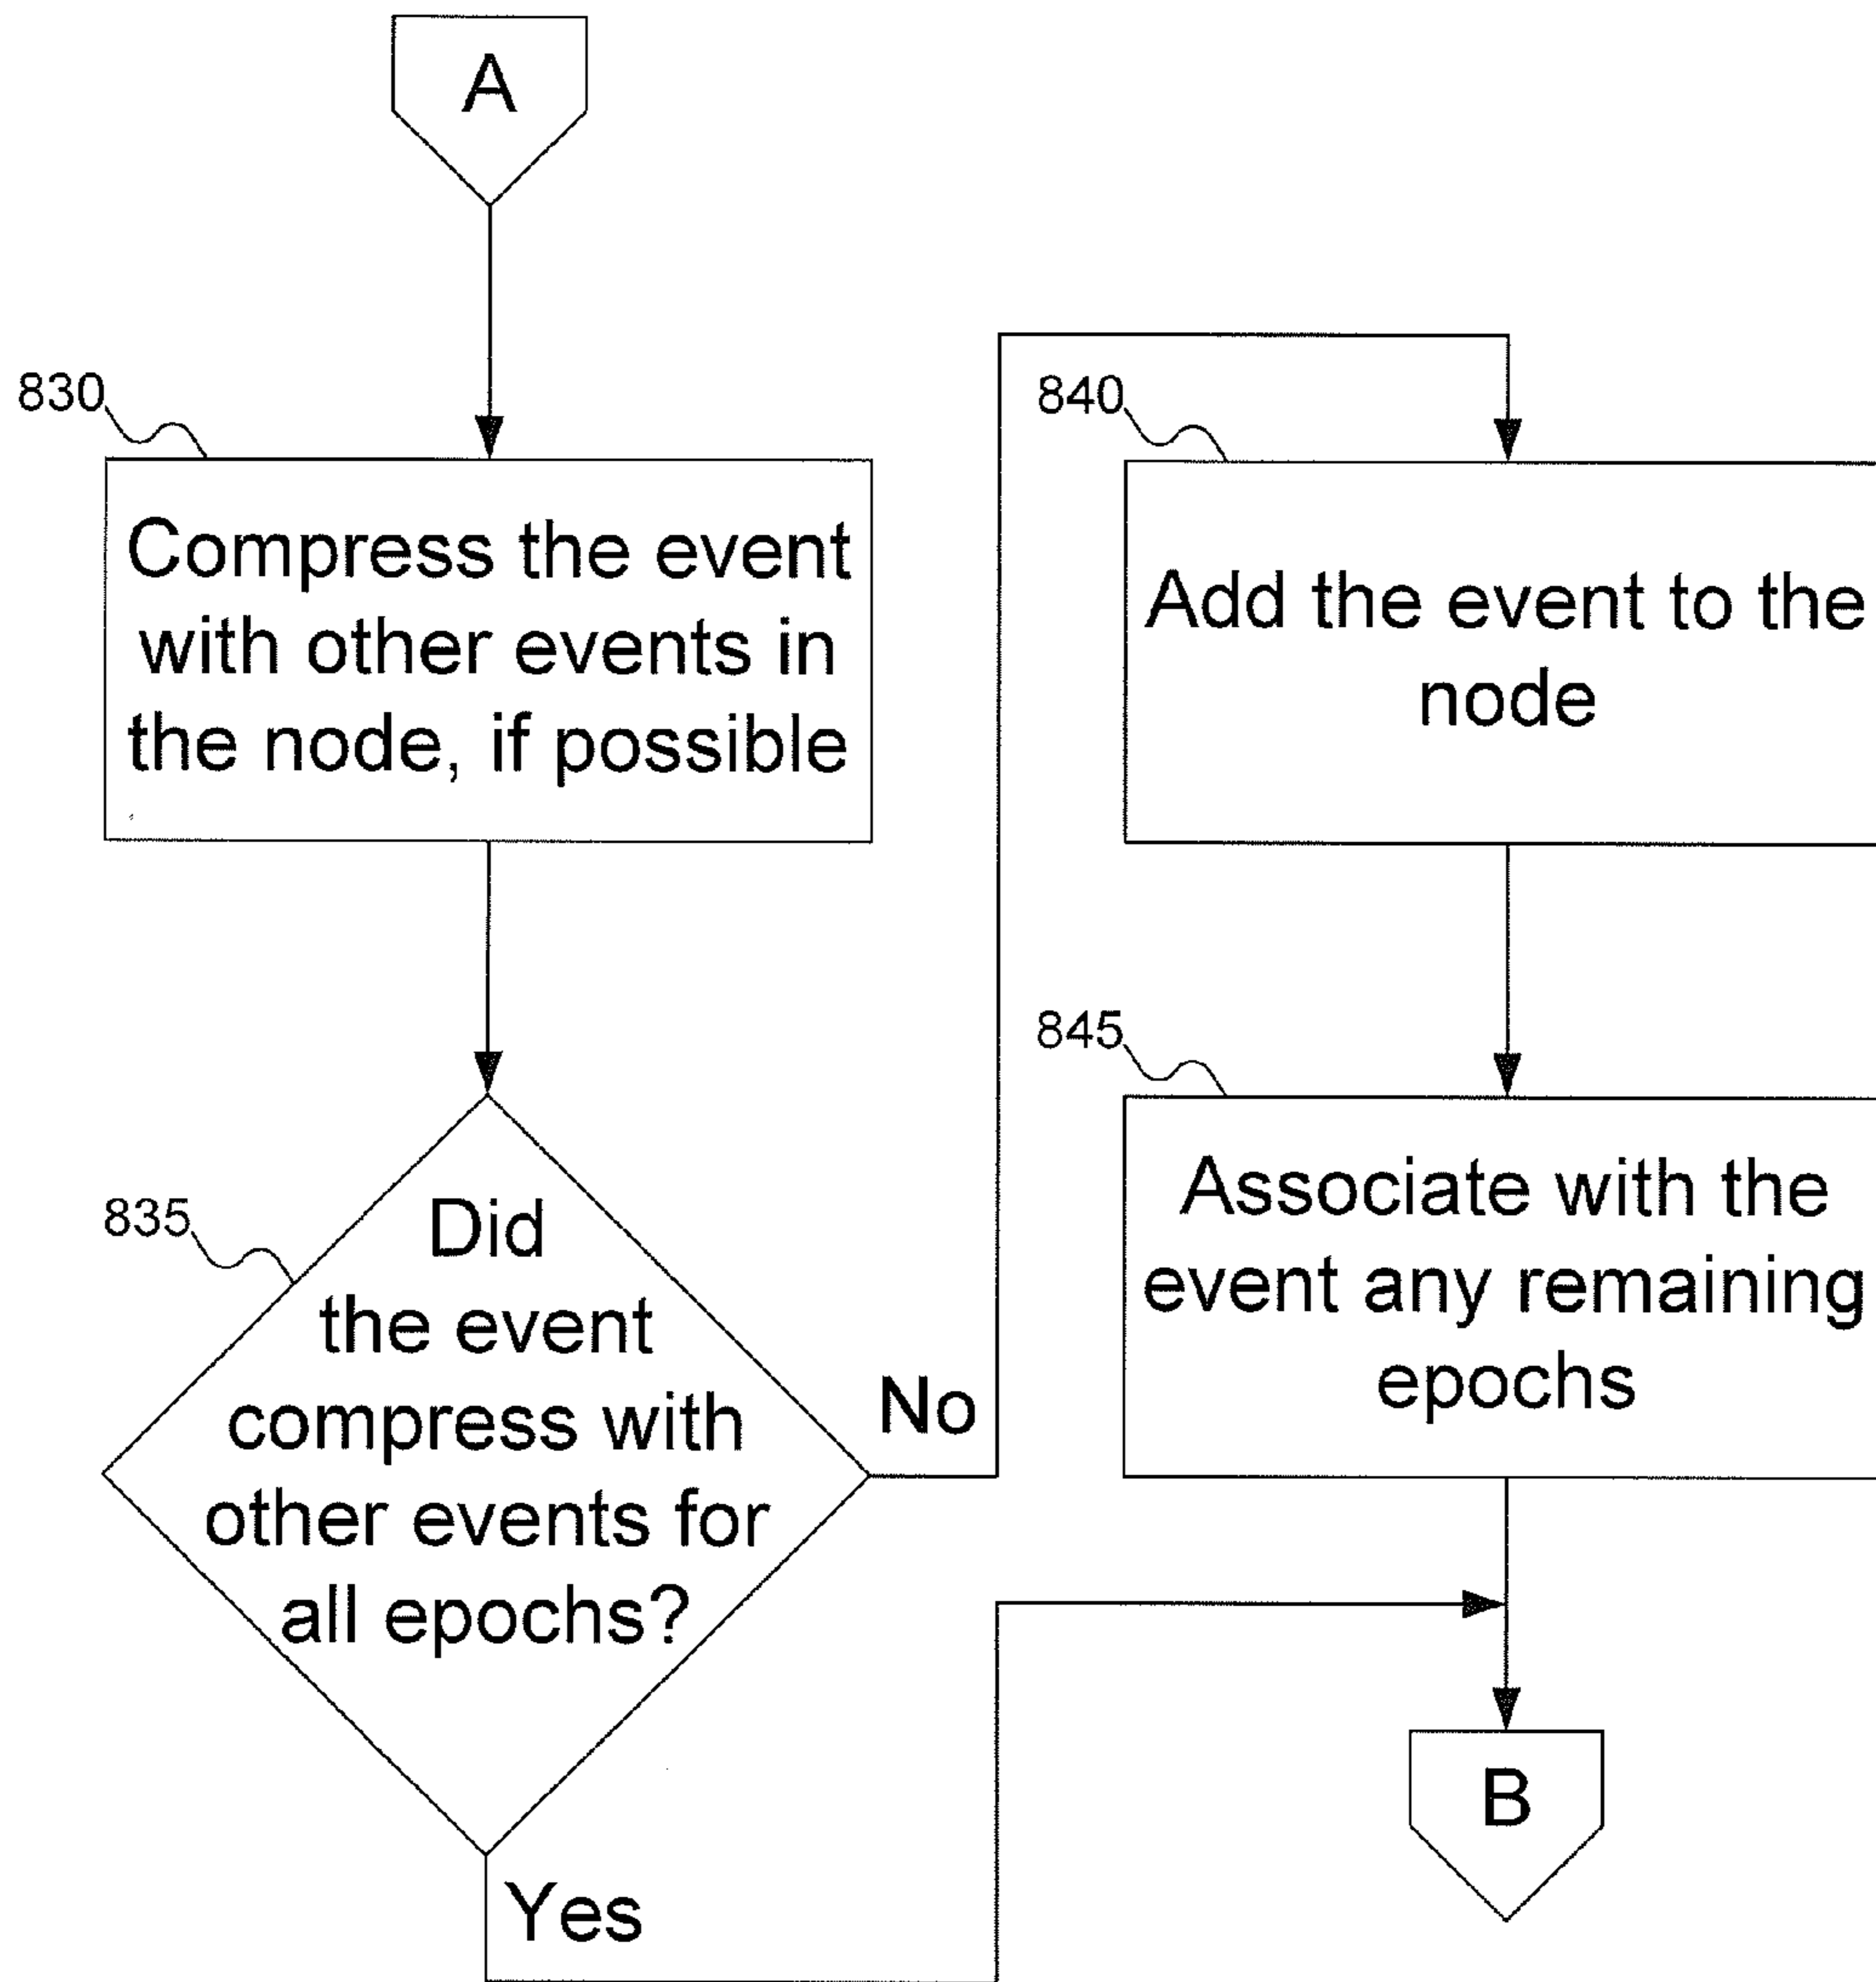 A
830
Compress the event
with other events in
the node, if possible
835
Did
the event
compress with
other events for
all epochs?
No
Yes
840
Add the event to the
node
845
Associate with the
event any remaining
epochs
B